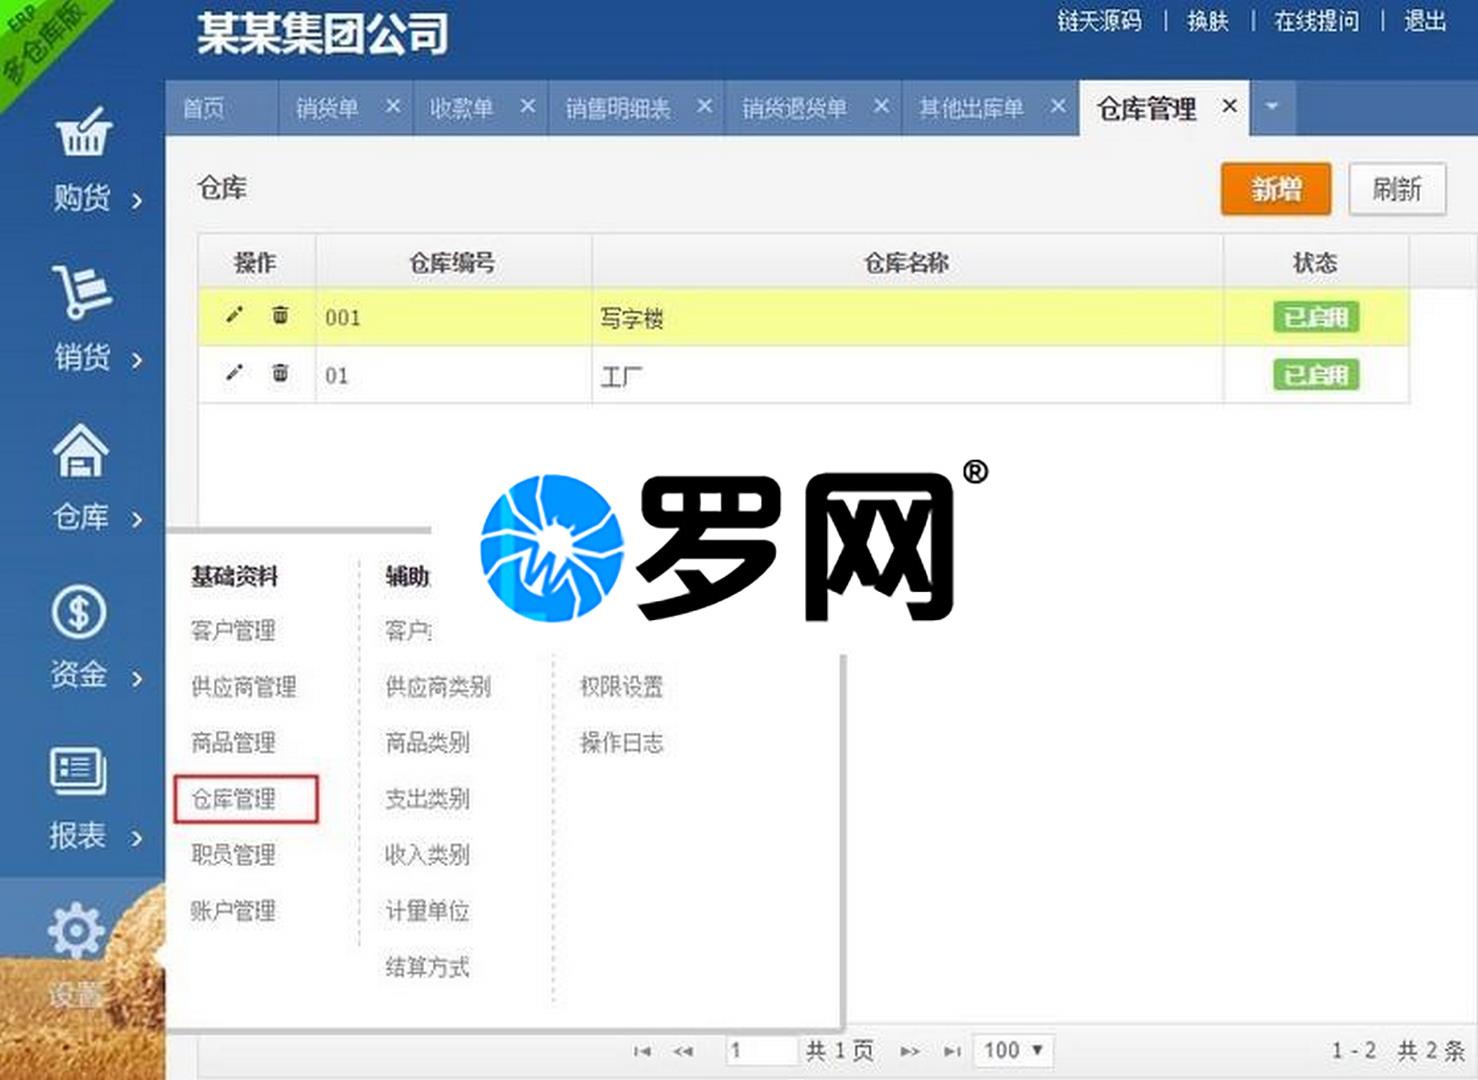 ERP
多仓库版
某某集团公司
链天源码 | 换肤 | 在线提问 | 退出
首页 销货单 × 收款单 × 销售明细表 × 销货退货单 × 其他出库单 × 仓库管理 ×
购货
销货
仓库
资金
报表
设置
仓库
新增 刷新
操作 仓库编号 仓库名称 状态
001 写字楼 已启用
01 工厂 已启用
罗网®
基础资料 辅助
客户管理 客户
供应商管理 供应商类别 权限设置
商品管理 商品类别 操作日志
仓库管理 支出类别
职员管理 收入类别
账户管理 计量单位
结算方式
1 共 1 页 100 1 - 2 共 2 条